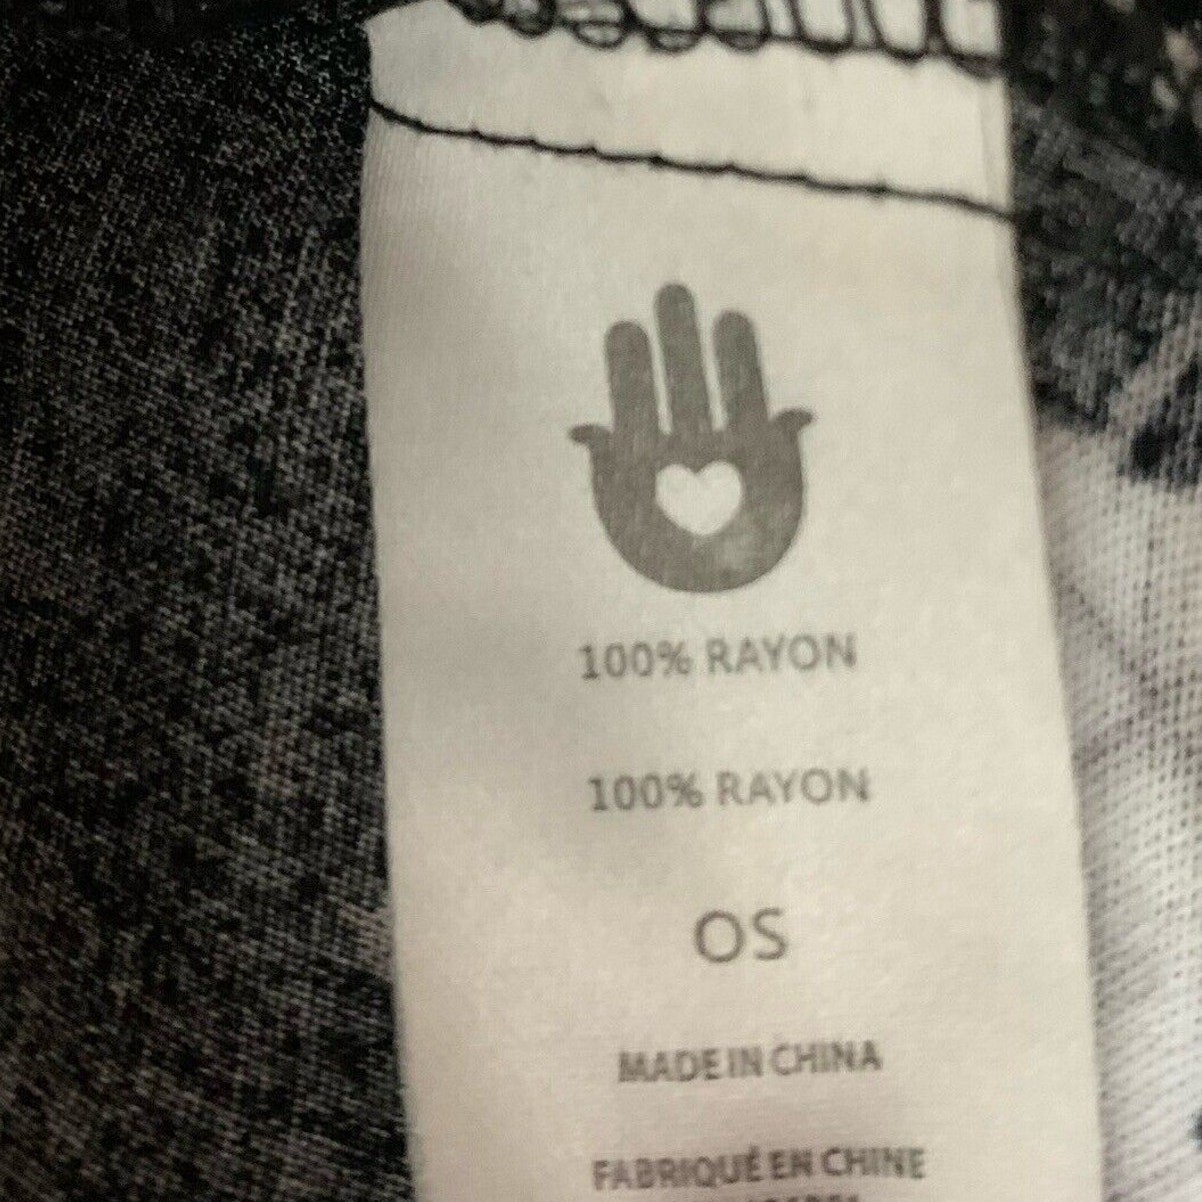 100% RAYON
100% RAYON
OS
MADE IN CHINA
FABRIQUÉ EN CHINE